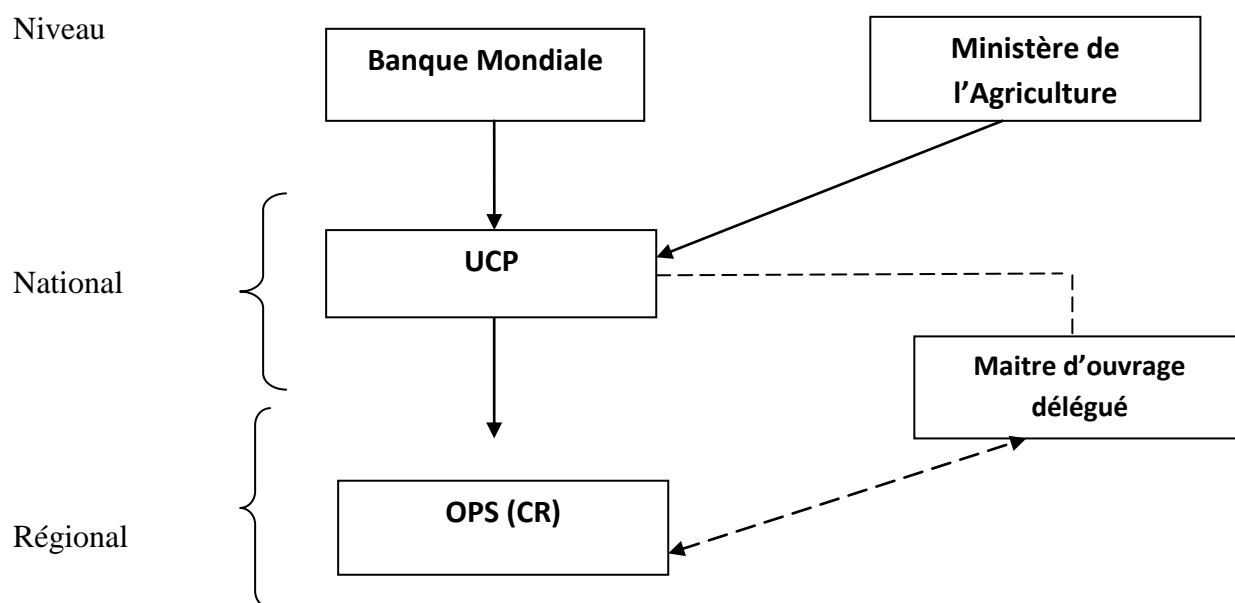 Niveau
Banque Mondiale
Ministère de
l’Agriculture
National
UCP
Maitre d’ouvrage
délégué
Régional
OPS (CR)